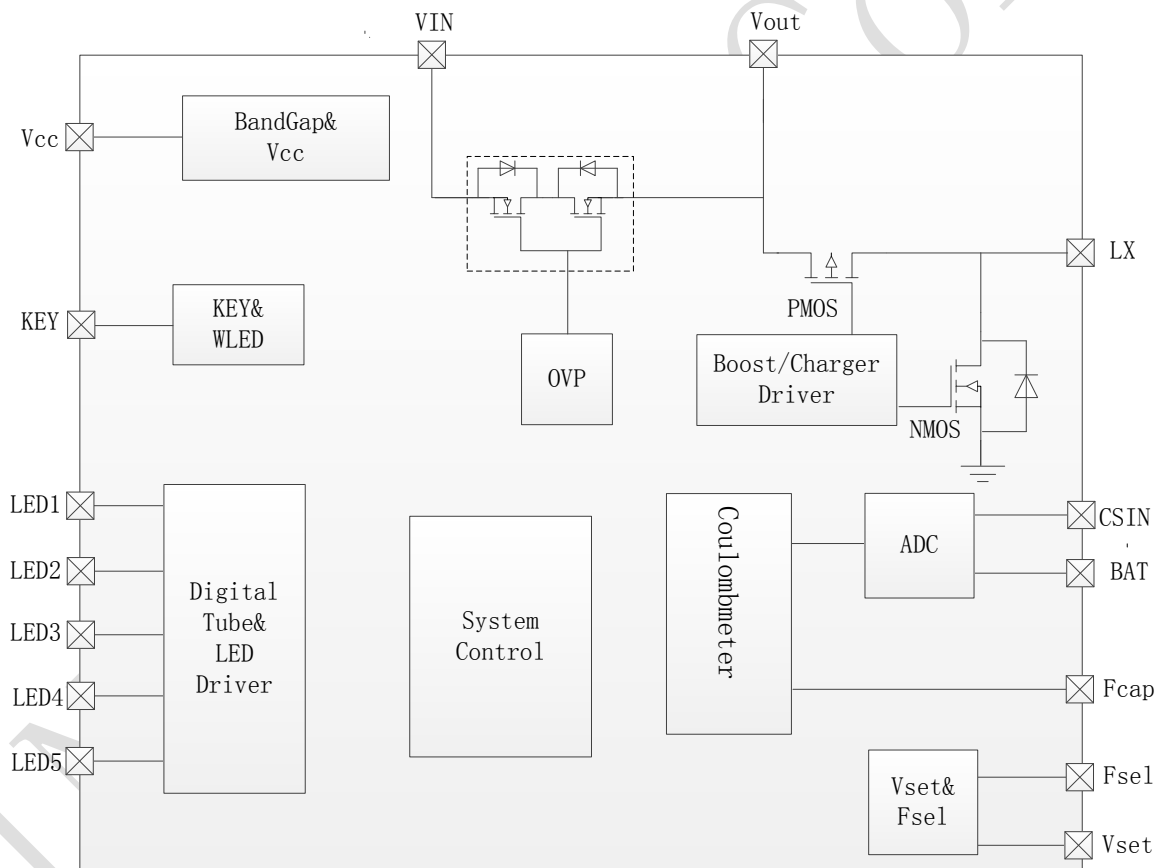 VIN
Vout
Vcc
BandGap&
Vcc
LX
KEY
KEY&
WLED
PMOS
OVP
Boost/Charger
Driver
NMOS
LED1
LED2
LED3
LED4
LED5
Digital
Tube&
LED
Driver
System
Control
Coulombmeter
ADC
CSIN
BAT
Fcap
Vset&
Fsel
Fsel
Vset